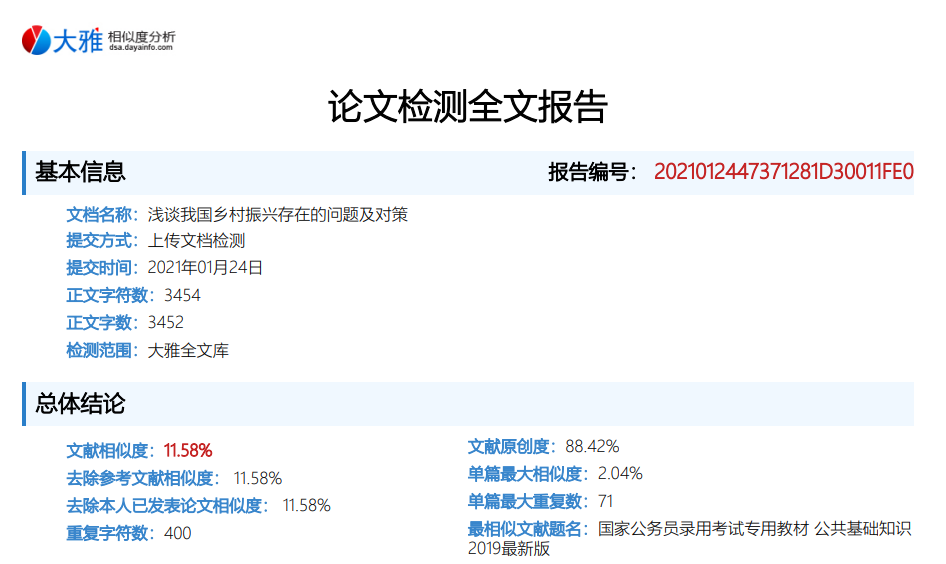 大雅 相似度分析
dsa.dayainfo.com
论文检测全文报告
基本信息 报告编号： 2021012447371281D30011FE0
文档名称：浅谈我国乡村振兴存在的问题及对策
提交方式：上传文档检测
提交时间：2021年01月24日
正文字符数：3454
正文字数：3452
检测范围：大雅全文库
总体结论
文献相似度：11.58%
去除参考文献相似度： 11.58%
去除本人已发表论文相似度： 11.58%
重复字符数：400
文献原创度：88.42%
单篇最大相似度：2.04%
单篇最大重复数：71
最相似文献题名：国家公务员录用考试专用教材 公共基础知识
2019最新版